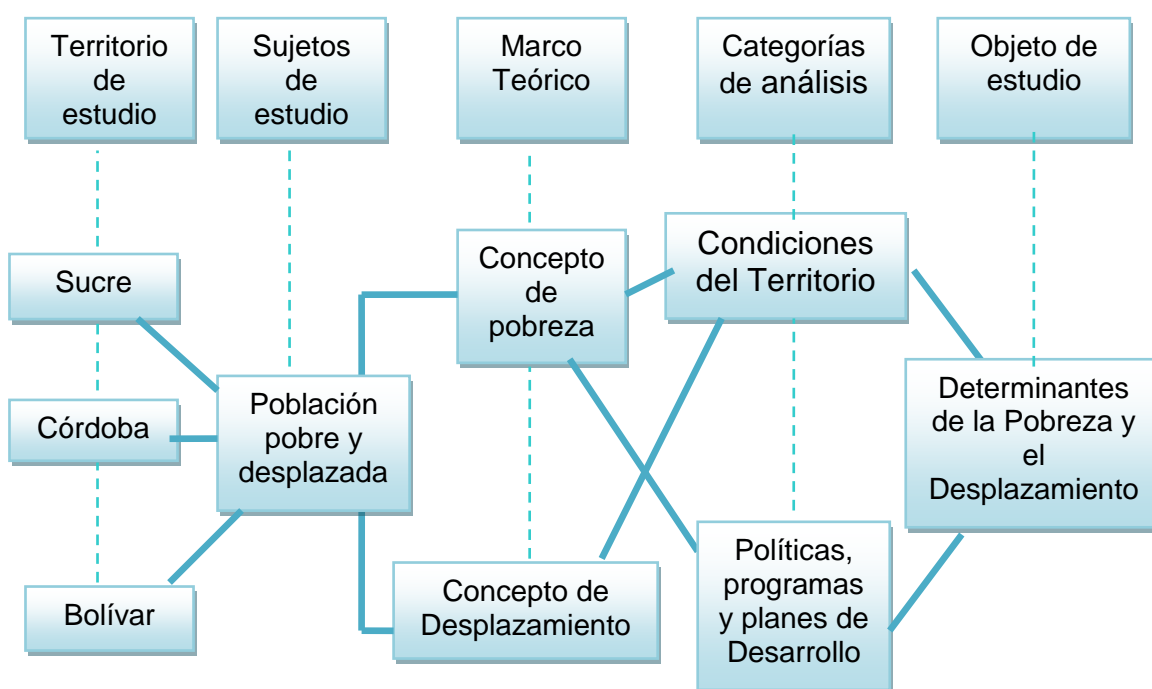 Territorio
de
estudio
Sujetos
de
estudio
Marco
Teórico
Categorías
de análisis
Objeto de
estudio
Sucre
Córdoba
Bolívar
Población
pobre y
desplazada
Concepto
de
pobreza
Concepto de
Desplazamiento
Condiciones
del Territorio
Políticas,
programas
y planes de
Desarrollo
Determinantes
de la Pobreza y
el
Desplazamiento